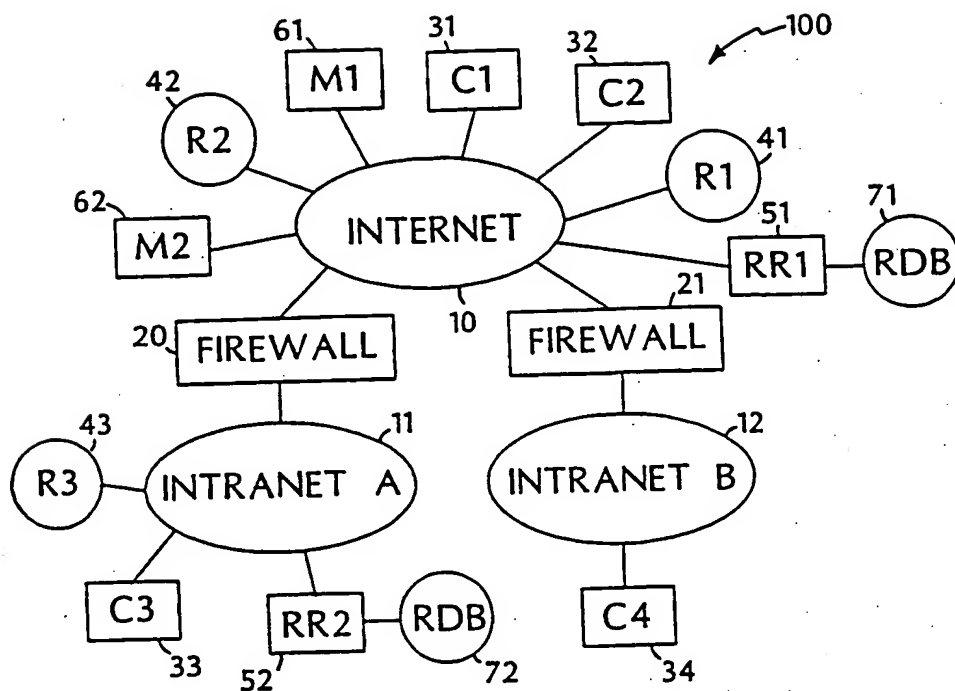 100
61
31
32
M1
C1
C2
42
R2
R1
41
62
M2
INTERNET
51
71
RR1
RDB
10
20
FIREWALL
21
FIREWALL
43
R3
11
INTRANET A
12
INTRANET B
C3
33
RR2
52
RDB
72
C4
34